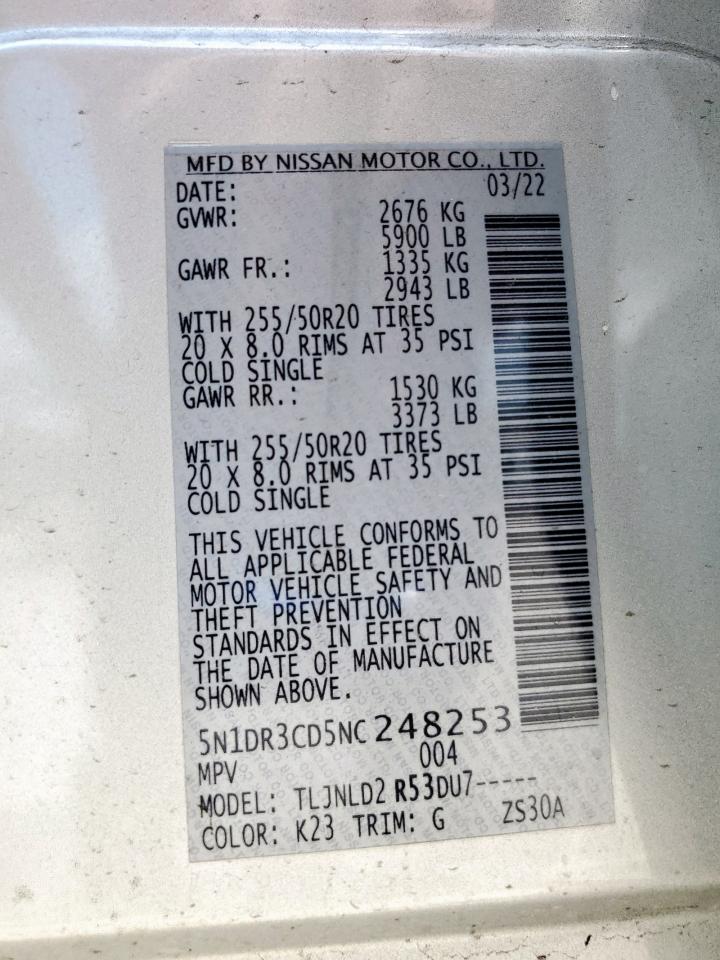 MFD BY NISSAN MOTOR CO., LTD.
DATE: 03/22
GVWR: 2676 KG
5900 LB
GAWR FR.: 1335 KG
2943 LB
WITH 255/50R20 TIRES
20 X 8.0 RIMS AT 35 PSI
COLD SINGLE
GAWR RR.: 1530 KG
3373 LB
WITH 255/50R20 TIRES
20 X 8.0 RIMS AT 35 PSI
COLD SINGLE
THIS VEHICLE CONFORMS TO
ALL APPLICABLE FEDERAL
MOTOR VEHICLE SAFETY AND
THEFT PREVENTION
STANDARDS IN EFFECT ON
THE DATE OF MANUFACTURE
SHOWN ABOVE.
5N1DR3CD5NC248253
MPV 004
MODEL: TLJNLD2 R53DU7-----
COLOR: K23 TRIM: G ZS30A